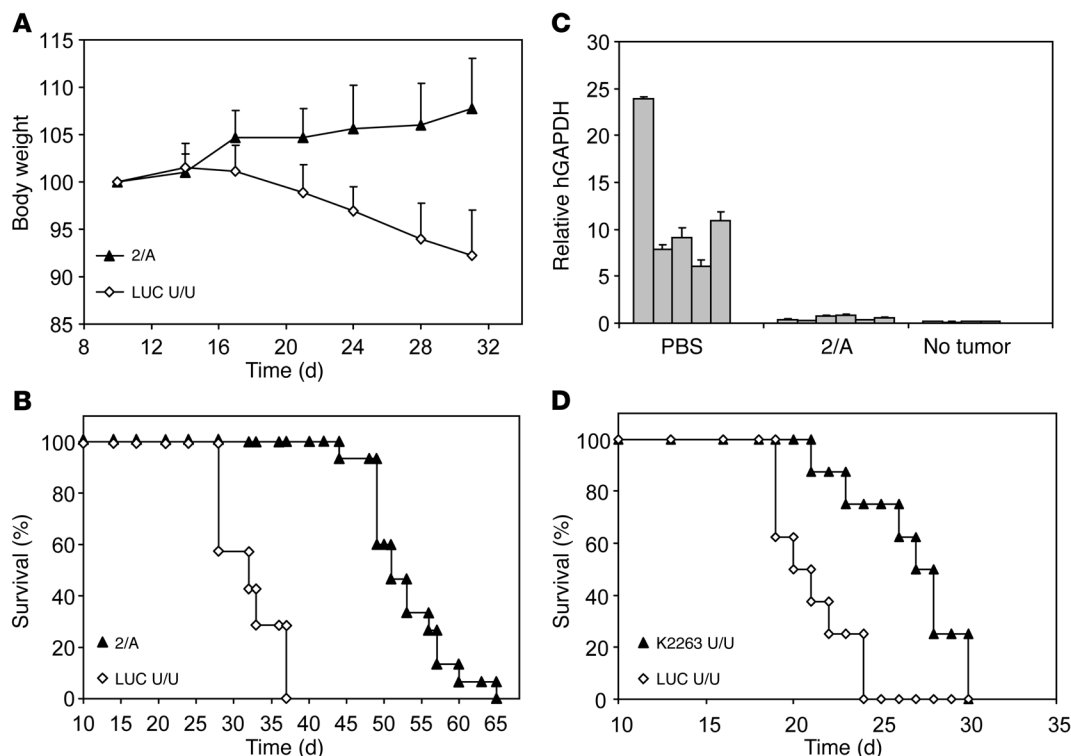 A
115
110
105
100
95
90
85
Body weight
2/A
LUC U/U
8 12 16 20 24 28 32
Time (d)
C
30
25
20
15
10
5
0
Relative hGAPDH
PBS 2/A No tumor
B
100
80
60
40
20
0
Survival (%)
2/A
LUC U/U
10 15 20 25 30 35 40 45 50 55 60 65
Time (d)
D
100
80
60
40
20
0
Survival (%)
K2263 U/U
LUC U/U
10 20 25 30 35
Time (d)